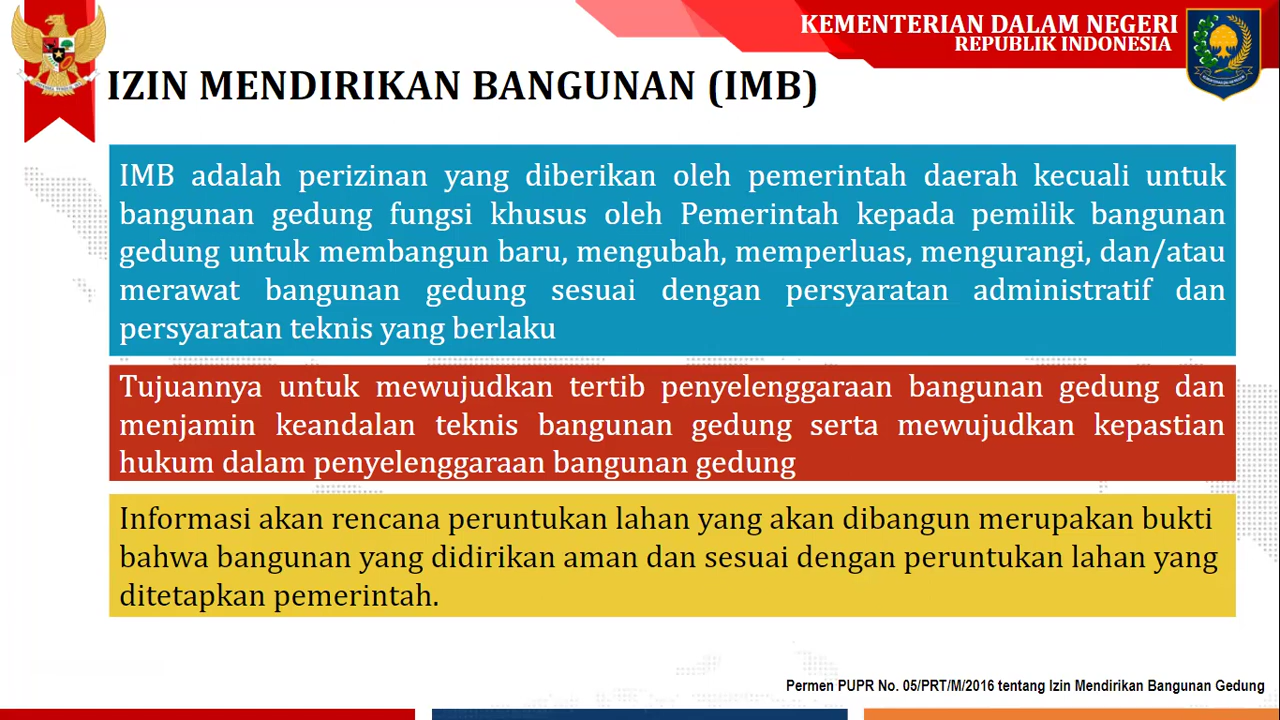 KEMENTERIAN DALAM NEGERI
REPUBLIK INDONESIA
IZIN MENDIRIKAN BANGUNAN (IMB)
IMB adalah perizinan yang diberikan oleh pemerintah daerah kecuali untuk
bangunan gedung fungsi khusus oleh Pemerintah kepada pemilik bangunan
gedung untuk membangun baru, mengubah, memperluas, mengurangi, dan/atau
merawat bangunan gedung sesuai dengan persyaratan administratif dan
persyaratan teknis yang berlaku
Tujuannya untuk mewujudkan tertib penyelenggaraan bangunan gedung dan
menjamin keandalan teknis bangunan gedung serta mewujudkan kepastian
hukum dalam penyelenggaraan bangunan gedung
Informasi akan rencana peruntukan lahan yang akan dibangun merupakan bukti
bahwa bangunan yang didirikan aman dan sesuai dengan peruntukan lahan yang
ditetapkan pemerintah.
Permen PUPR No. 05/PRT/M/2016 tentang Izin Mendirikan Bangunan Gedung